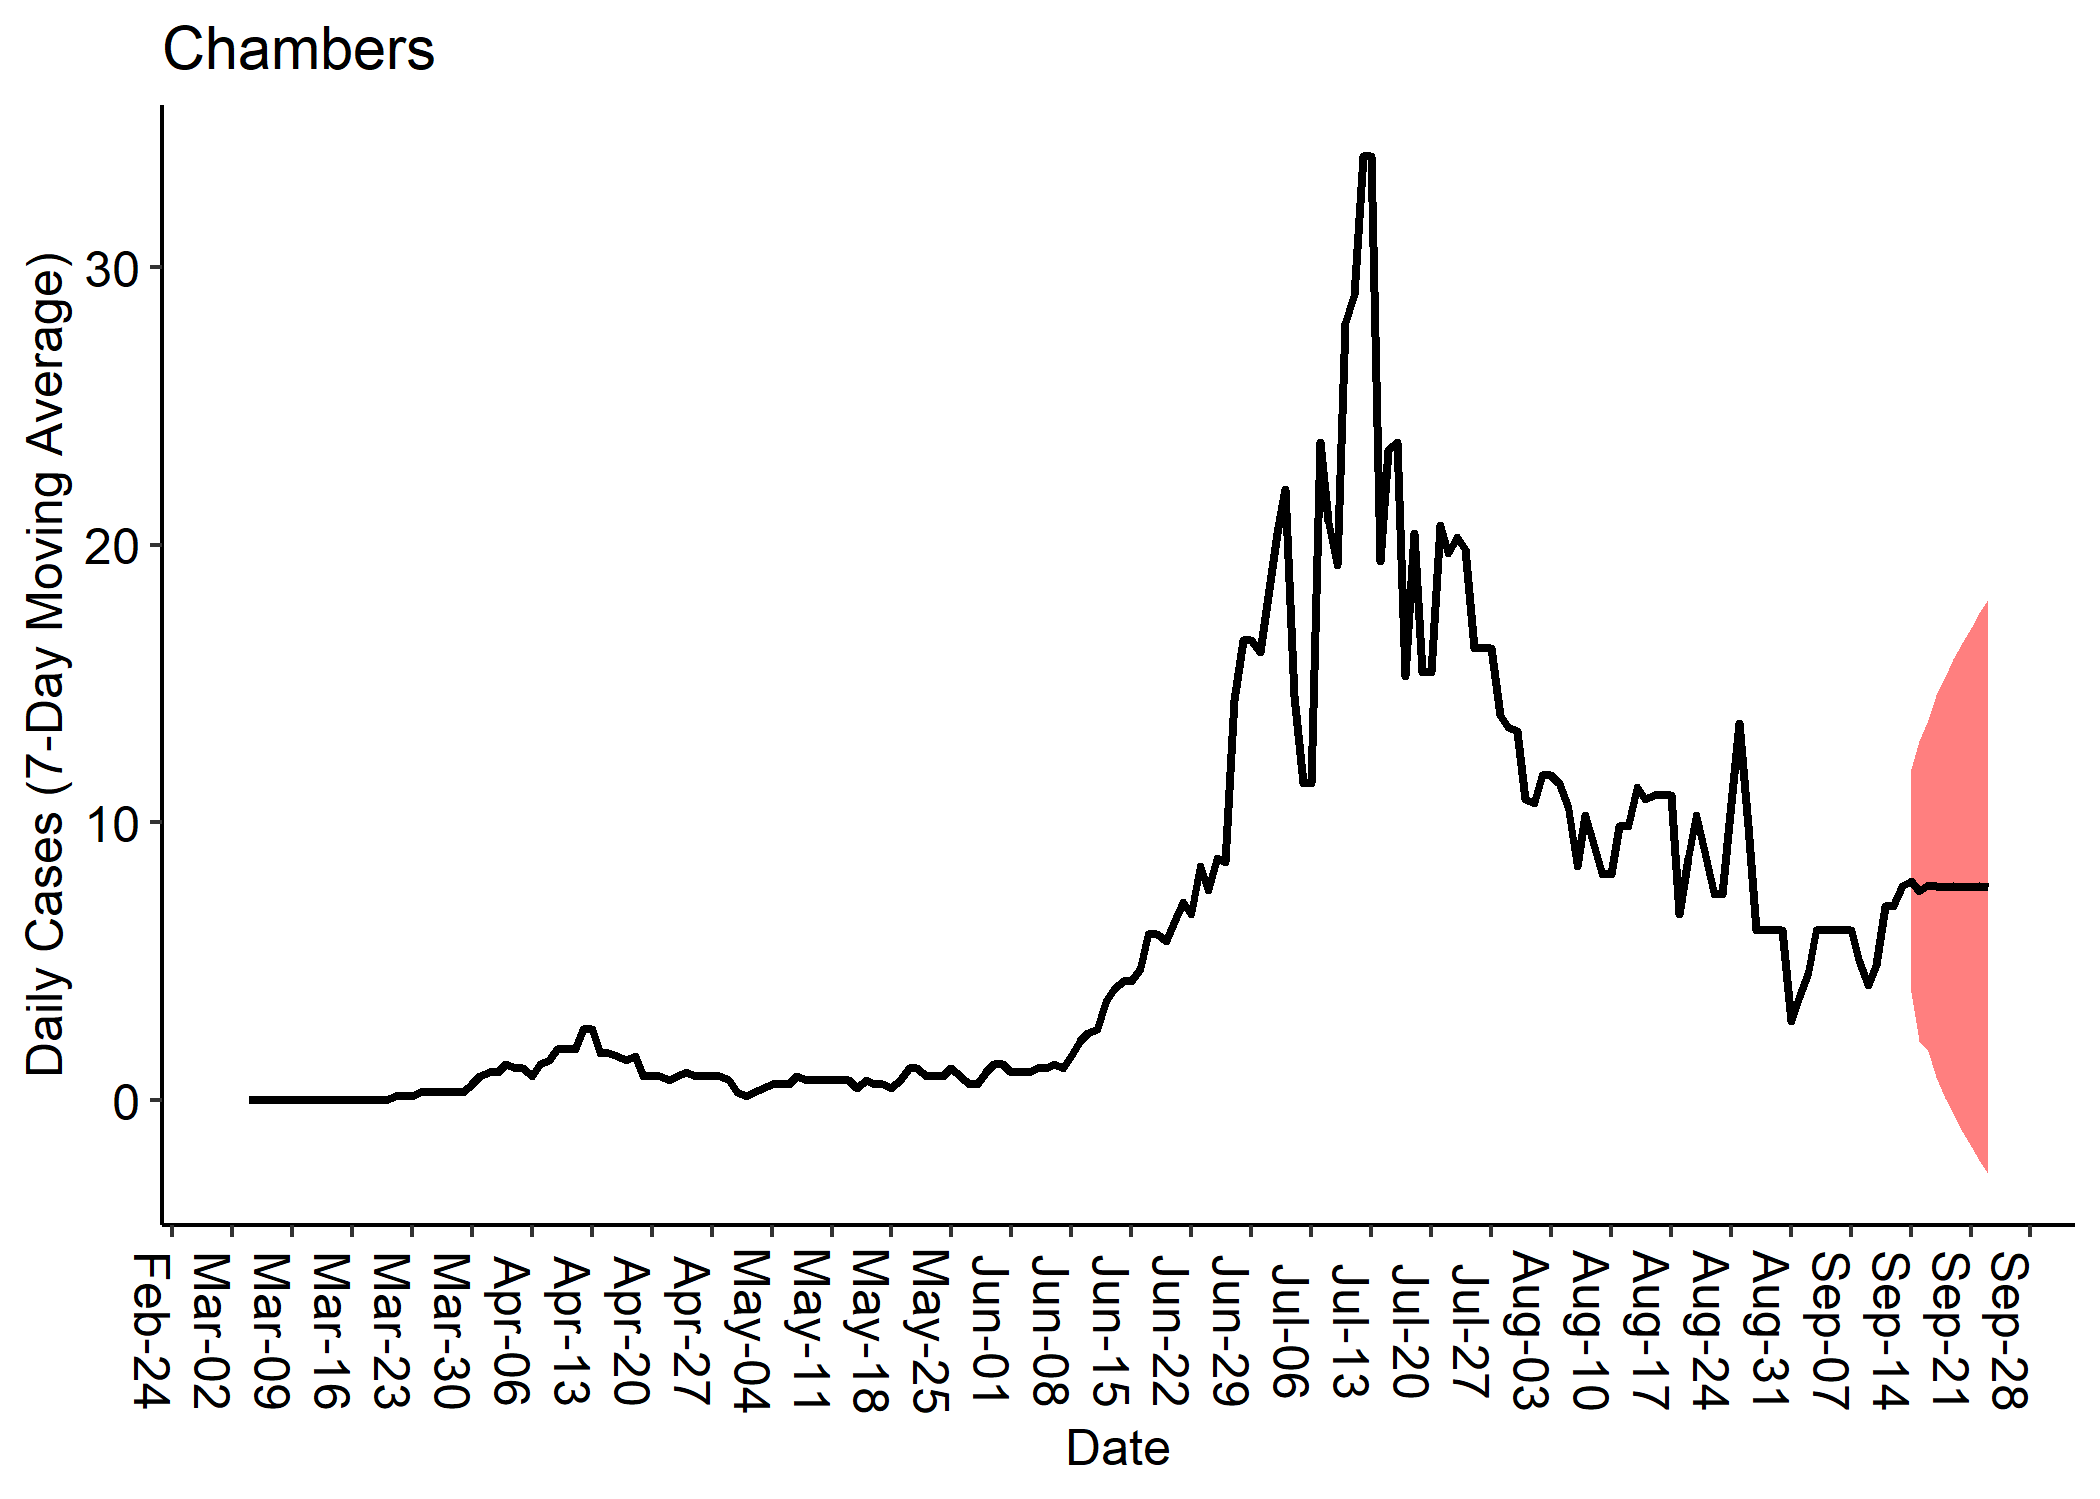 Chambers
Daily Cases (7-Day Moving Average)
30
20
10
0
Feb-24
Mar-02
Mar-09
Mar-16
Mar-23
Mar-30
Apr-06
Apr-13
Apr-20
Apr-27
May-04
May-11
May-18
May-25
Jun-01
Jun-08
Jun-15
Jun-22
Jun-29
Jul-06
Jul-13
Jul-20
Jul-27
Aug-03
Aug-10
Aug-17
Aug-24
Aug-31
Sep-07
Sep-14
Sep-21
Sep-28
Date